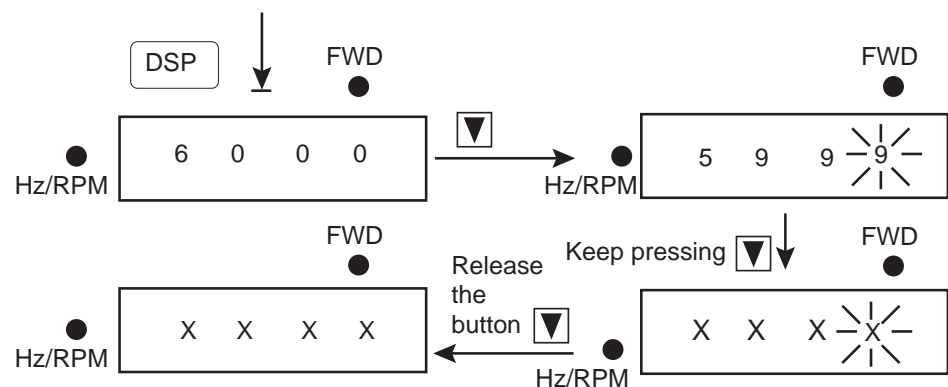 DSP
FWD
6 0 0 0
Hz/RPM
FWD
5 9 9 9
Hz/RPM
Keep pressing
FWD
X X X X
Hz/RPM
Release
the
button
FWD
X X X X
Hz/RPM